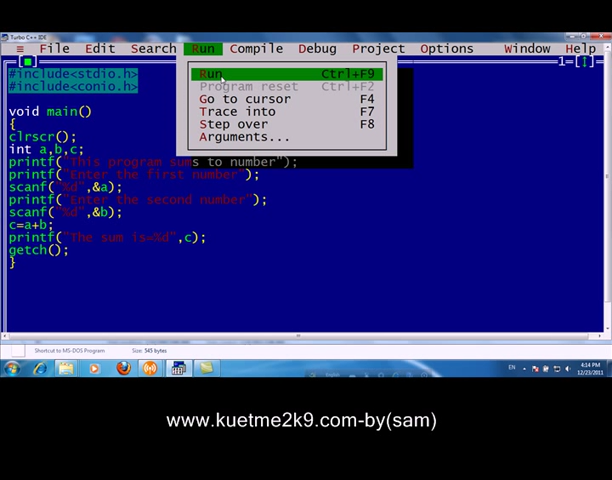 Turbo C++ IDE
≡ File Edit Search Run Compile Debug Project Options Window Help
1=[↕]
#include<stdio.h>
#include<conio.h>
void main()
{
clrscr();
int a,b,c;
printf("This program sums to number");
printf("Enter the first number");
scanf("%d",&a);
printf("Enter the second number");
scanf("%d",&b);
c=a+b;
printf("The sum is=%d",c);
getch();
}
Run Ctrl+F9
Program reset Ctrl+F2
Go to cursor F4
Trace into F7
Step over F8
Arguments...
Shortcut to MS-DOS Program Size: 545 bytes
EN
4:14 PM
12/23/2011
www.kuetme2k9.com-by(sam)